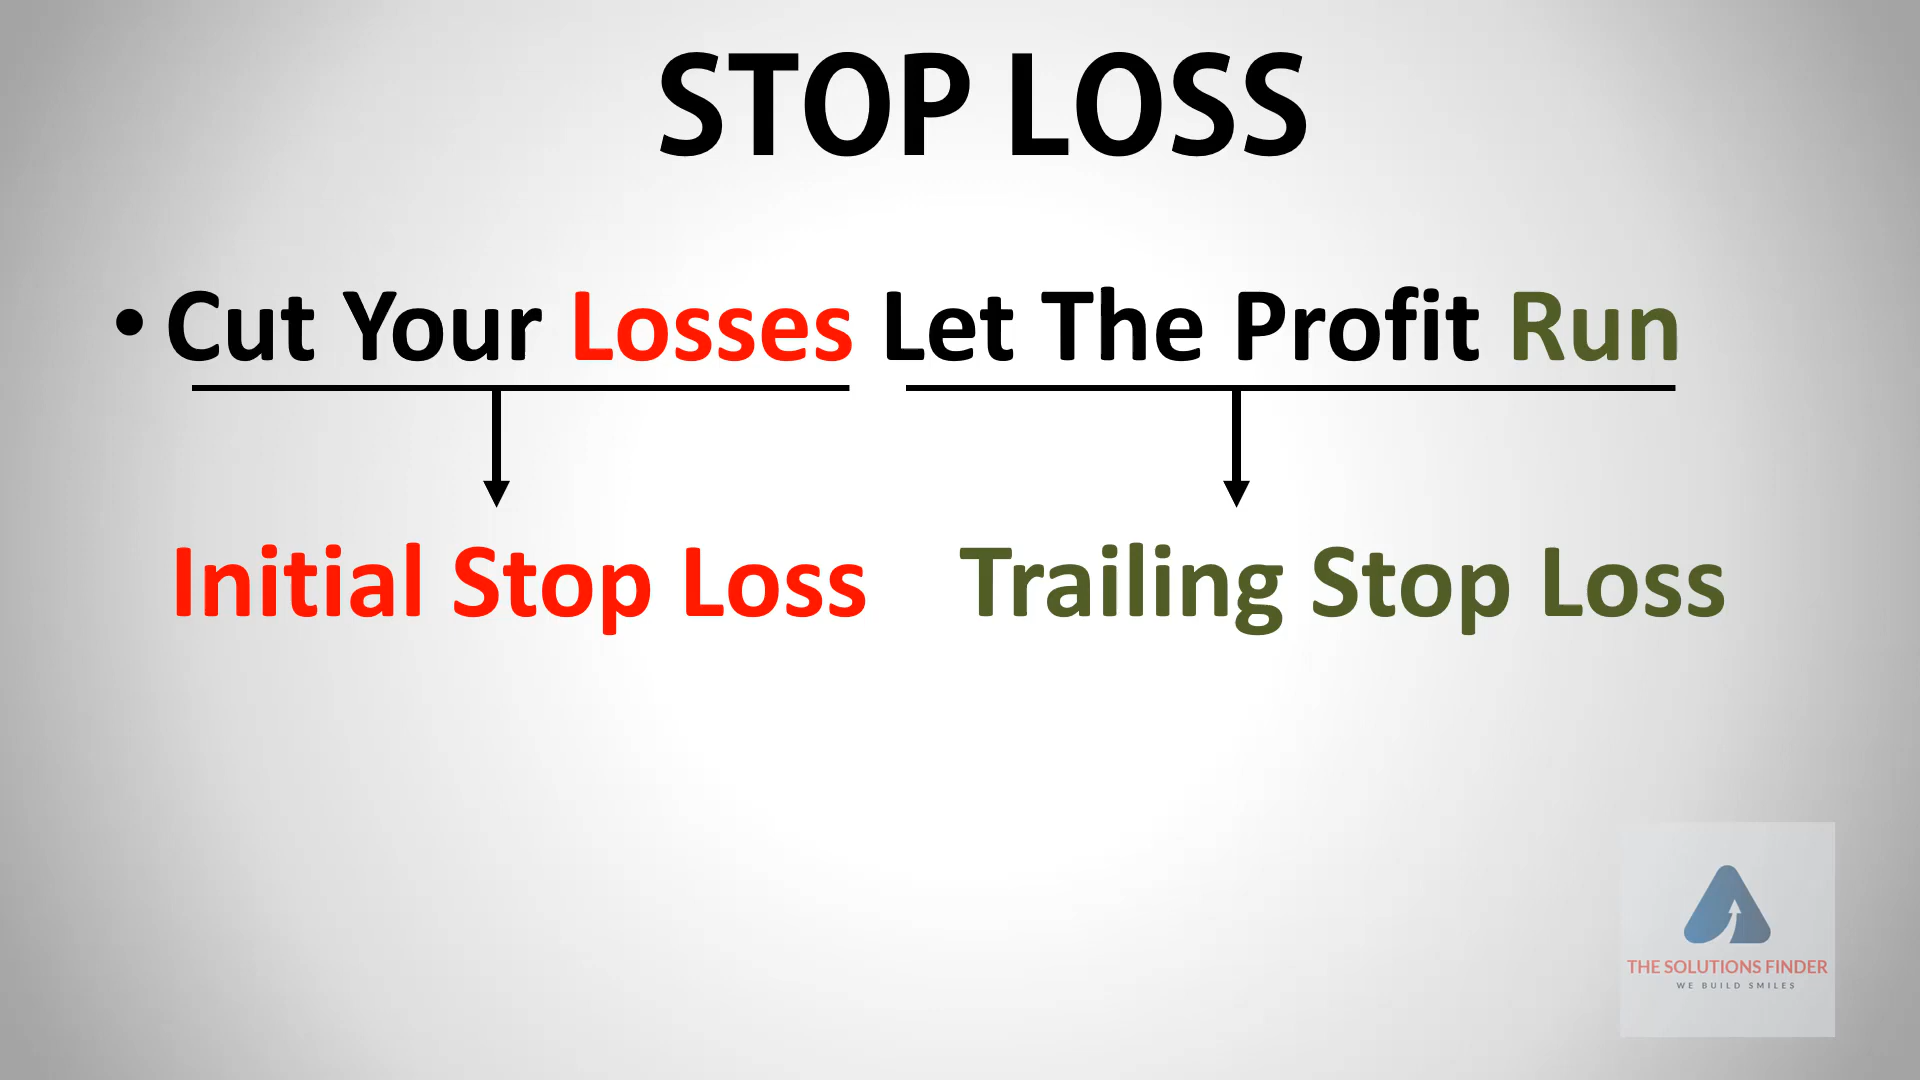 STOP LOSS
• Cut Your Losses Let The Profit Run
Initial Stop Loss Trailing Stop Loss
THE SOLUTIONS FINDER
WE BUILD SMILES